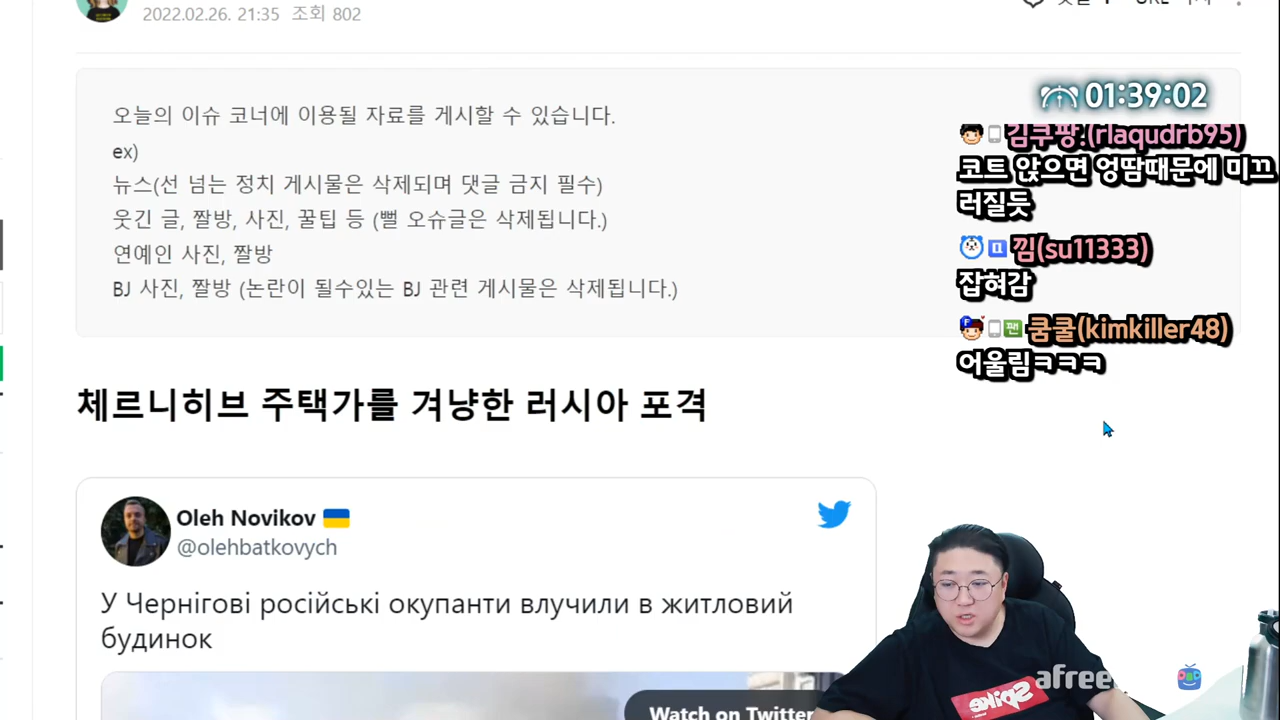 2022.02.26. 21:35 조회 802
오늘의 이슈 코너에 이용될 자료를 게시할 수 있습니다.
ex)
뉴스(선 넘는 정치 게시물은 삭제되며 댓글 금지 필수)
웃긴 글, 짤방, 사진, 꿀팁 등 (뻘 오슈글은 삭제됩니다.)
연예인 사진, 짤방
BJ 사진, 짤방 (논란이 될수있는 BJ 관련 게시물은 삭제됩니다.)
01:39:02
김쿠팡.(rlaqudrb95)
코트 앉으면 엉땀때문에 미끄
러질듯
낌(su11333)
잡혀감
팬 쿰쿨(kimkiller48)
어울림ㅋㅋㅋ
체르니히브 주택가를 겨냥한 러시아 포격
Oleh Novikov
@olehbatkovych
У Чернігові російські окупанти влучили в житловий
будинок
Watch on Twitter
Spike
afree